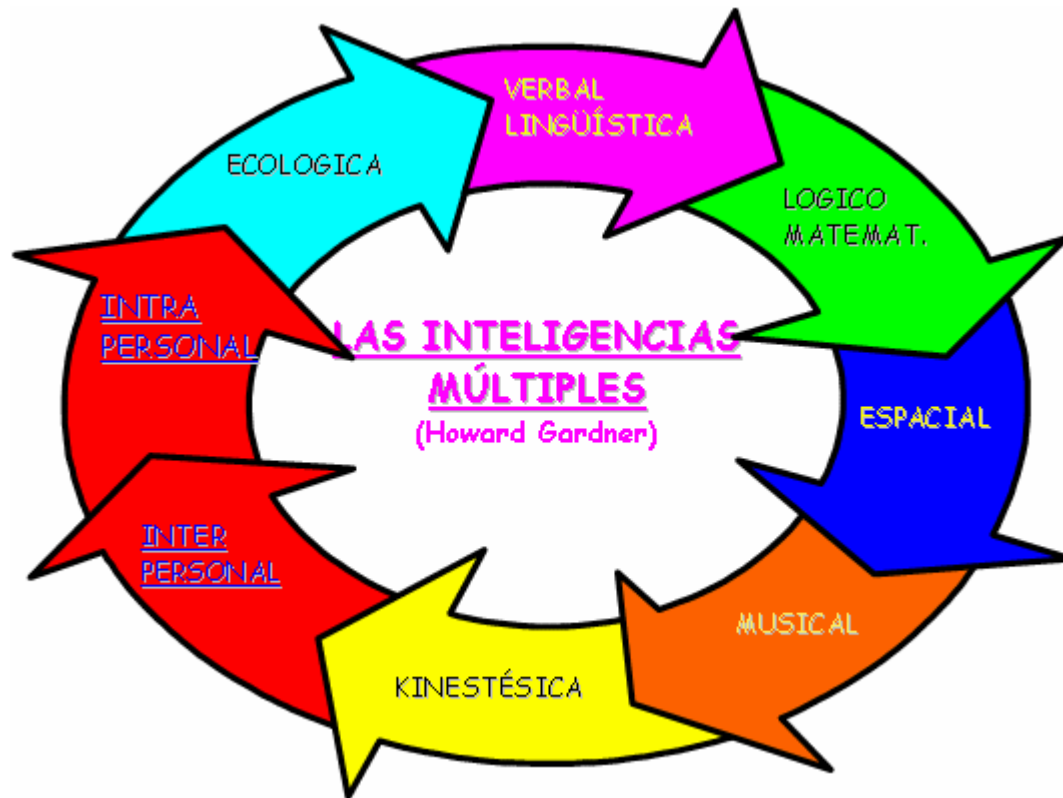 LAS INTELIGENCIAS
MÚLTIPLES
(Howard Gardner)
VERBAL
LINGÜÍSTICA
LOGICO
MATEMAT.
ESPACIAL
MUSICAL
KINESTÉSICA
INTER
PERSONAL
INTRA
PERSONAL
ECOLOGICA